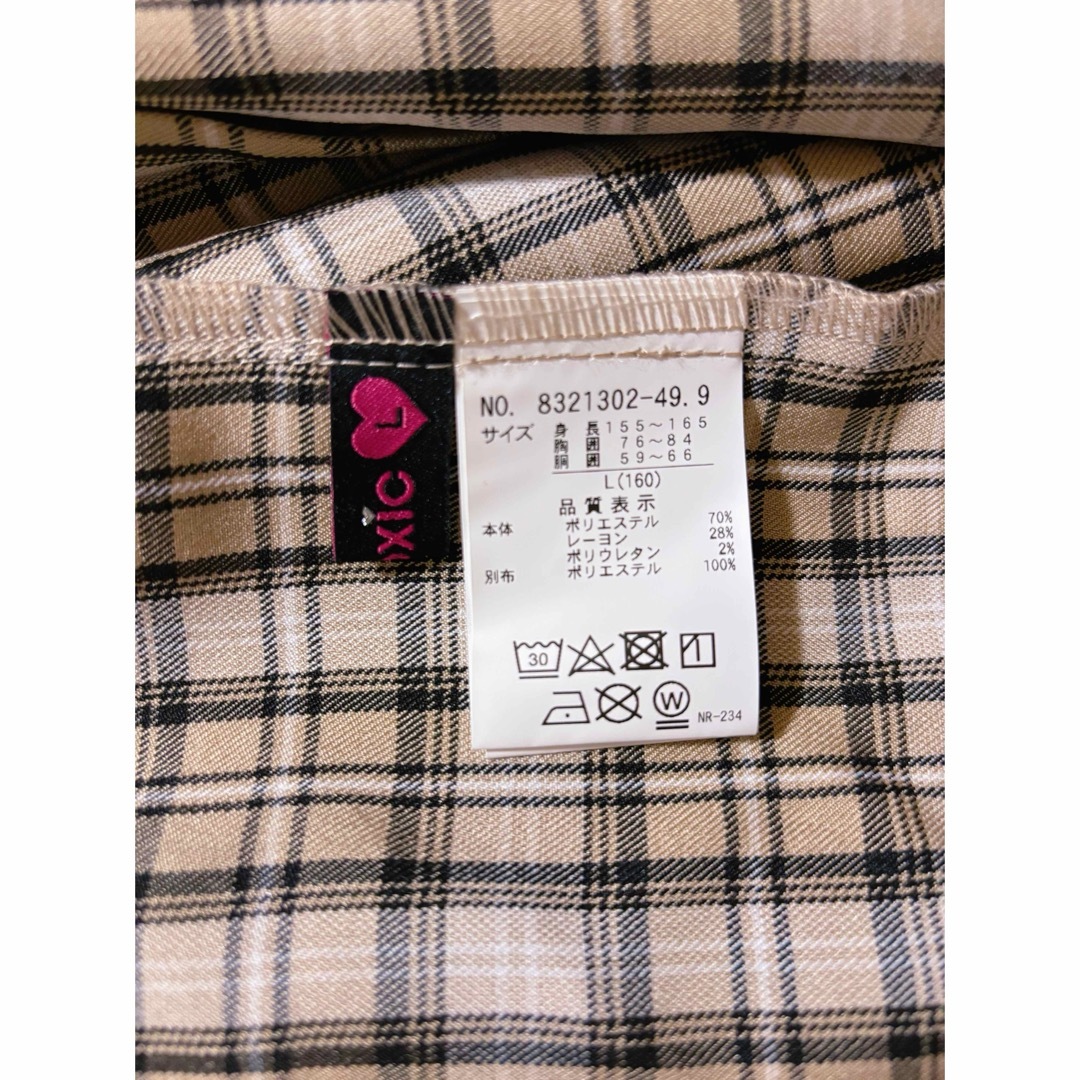 L
NO. 8321302-49.9
サイズ 身 長 155～165
胸 囲 76～84
胴 囲 59～66
L(160)
品質表示
本体 ポリエステル 70%
レーヨン 28%
ポリウレタン 2%
別布 ポリエステル 100%
30 1
W NR-234